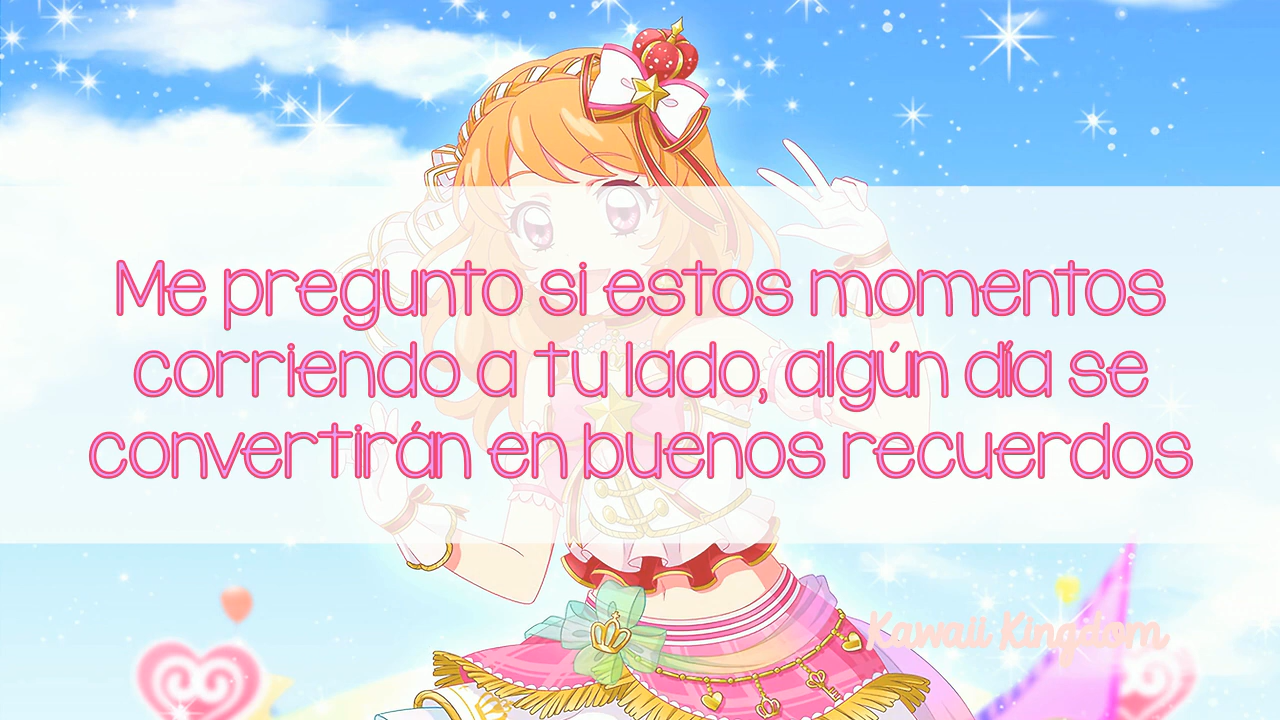 Me pregunto si estos momentos
corriendo a tu lado, algún día se
convertirán en buenos recuerdos
Kawaii Kingdom